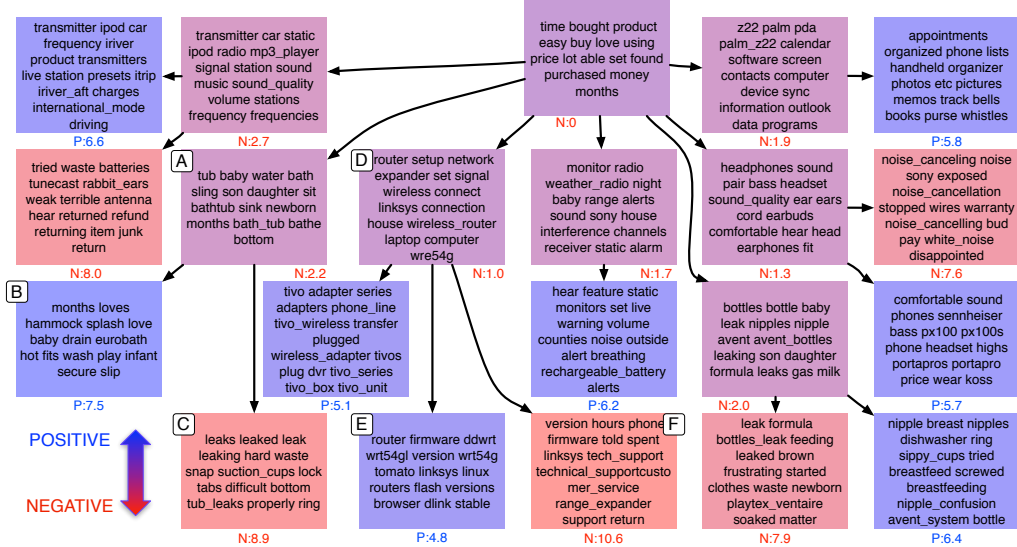 transmitter ipod car
frequency iriver
product transmitters
live station presets itrip
iriver_aft charges
international_mode
driving
P:6.6
transmitter car static
ipod radio mp3_player
signal station sound
music sound_quality
volume stations
frequency frequencies
N:2.7
time bought product
easy buy love using
price lot able set found
purchased money
months
N:0
z22 palm pda
palm_z22 calendar
software screen
contacts computer
device sync
information outlook
data programs
N:1.9
appointments
organized phone lists
handheld organizer
photos etc pictures
memos track bells
books purse whistles
P:5.8
tried waste batteries
tunecast rabbit_ears
weak terrible antenna
hear returned refund
returning item junk
return
N:8.0
A
tub baby water bath
sling son daughter sit
bathtub sink newborn
months bath_tub bathe
bottom
N:2.2
D
router setup network
expander set signal
wireless connect
linksys connection
house wireless_router
laptop computer
wre54g
N:1.0
monitor radio
weather_radio night
baby range alerts
sound sony house
interference channels
receiver static alarm
N:1.7
headphones sound
pair bass headset
sound_quality ear ears
cord earbuds
comfortable hear head
earphones fit
N:1.3
noise_canceling noise
sony exposed
noise_cancellation
stopped wires warranty
noise_cancelling bud
pay white_noise
disappointed
N:7.6
B
months loves
hammock splash love
baby drain eurobath
hot fits wash play infant
secure slip
P:7.5
tivo adapter series
adapters phone_line
tivo_wireless transfer
plugged
wireless_adapter tivos
plug dvr tivo_series
tivo_box tivo_unit
P:5.1
hear feature static
monitors set live
warning volume
counties noise outside
alert breathing
rechargeable_battery
alerts
P:6.2
bottles bottle baby
leak nipples nipple
avent avent_bottles
leaking son daughter
formula leaks gas milk
N:2.0
comfortable sound
phones sennheiser
bass px100 px100s
phone headset highs
portapros portapro
price wear koss
P:5.7
POSITIVE
NEGATIVE
C
leaks leaked leak
leaking hard waste
snap suction_cups lock
tabs difficult bottom
tub_leaks properly ring
N:8.9
E
router firmware ddwrt
wrt54gl version wrt54g
tomato linksys linux
routers flash versions
browser dlink stable
P:4.8
version hours phone
firmware told spent
linksys tech_support
technical_supportcusto
mer_service
range_expander
support return
N:10.6
F
leak formula
bottles_leak feeding
leaked brown
frustrating started
clothes waste newborn
playtex_ventaire
soaked matter
N:7.9
nipple breast nipples
dishwasher ring
sippy_cups tried
breastfeed screwed
breastfeeding
nipple_confusion
avent_system bottle
P:6.4